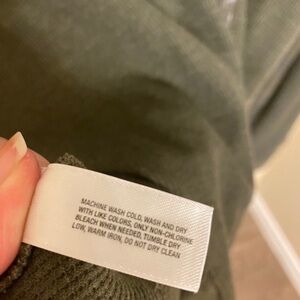 MACHINE WASH COLD, WASH AND DRY
WITH LIKE COLORS, ONLY NON-CHLORINE
BLEACH WHEN NEEDED, TUMBLE DRY
LOW, WARM IRON, DO NOT DRY CLEAN